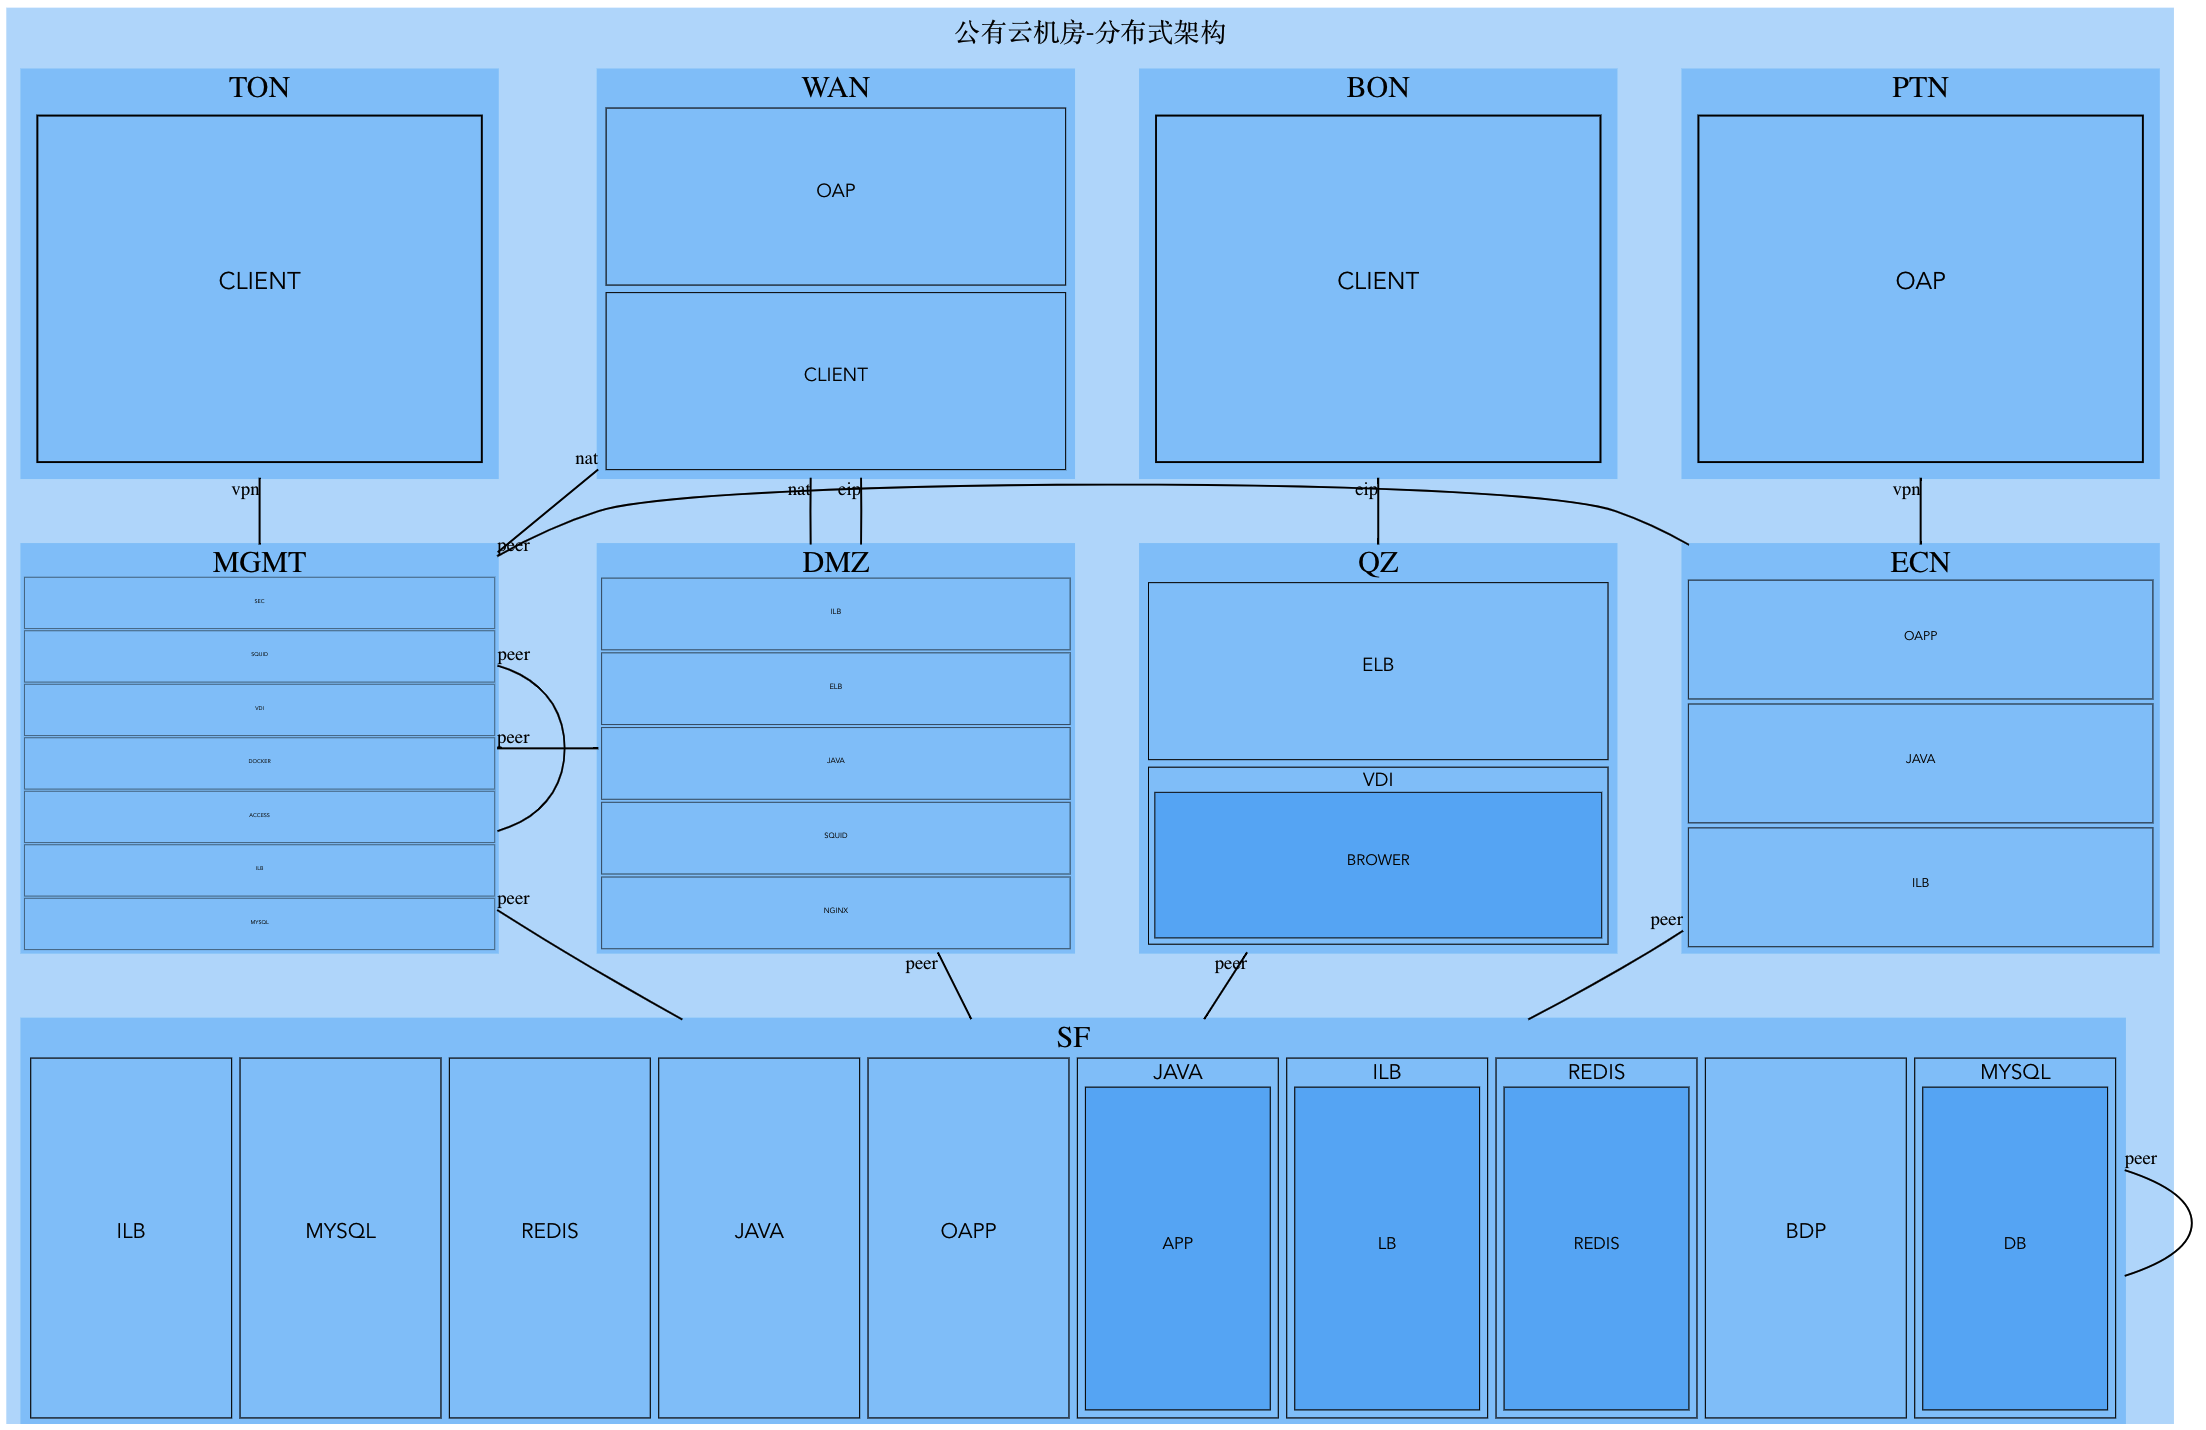 公有云机房-分布式架构
TON
WAN
BON
PTN
CLIENT
OAP
CLIENT
CLIENT
OAP
nat
vpn
nat
eip
eip
vpn
peer
MGMT
DMZ
QZ
ECN
SEC
SQUID
VDI
DOCKER
ACCESS
ILB
MYSQL
peer
peer
peer
ILB
ELB
JAVA
SQUID
NGINX
ELB
VDI
BROWER
OAPP
JAVA
ILB
peer
peer
peer
SF
ILB
MYSQL
REDIS
JAVA
OAPP
JAVA
APP
ILB
LB
REDIS
REDIS
BDP
MYSQL
DB
peer